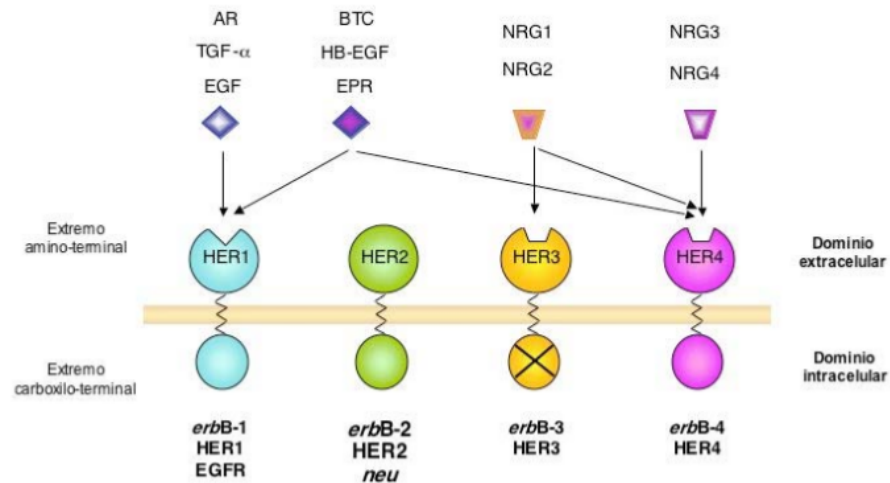 AR
TGF-α
EGF
BTC
HB-EGF
EPR
NRG1
NRG2
NRG3
NRG4
Extremo
amino-terminal
HER1
HER2
HER3
HER4
Dominio
extracelular
Extremo
carboxilo-terminal
Dominio
intracelular
erbB-1
HER1
EGFR
erbB-2
HER2
neu
erbB-3
HER3
erbB-4
HER4